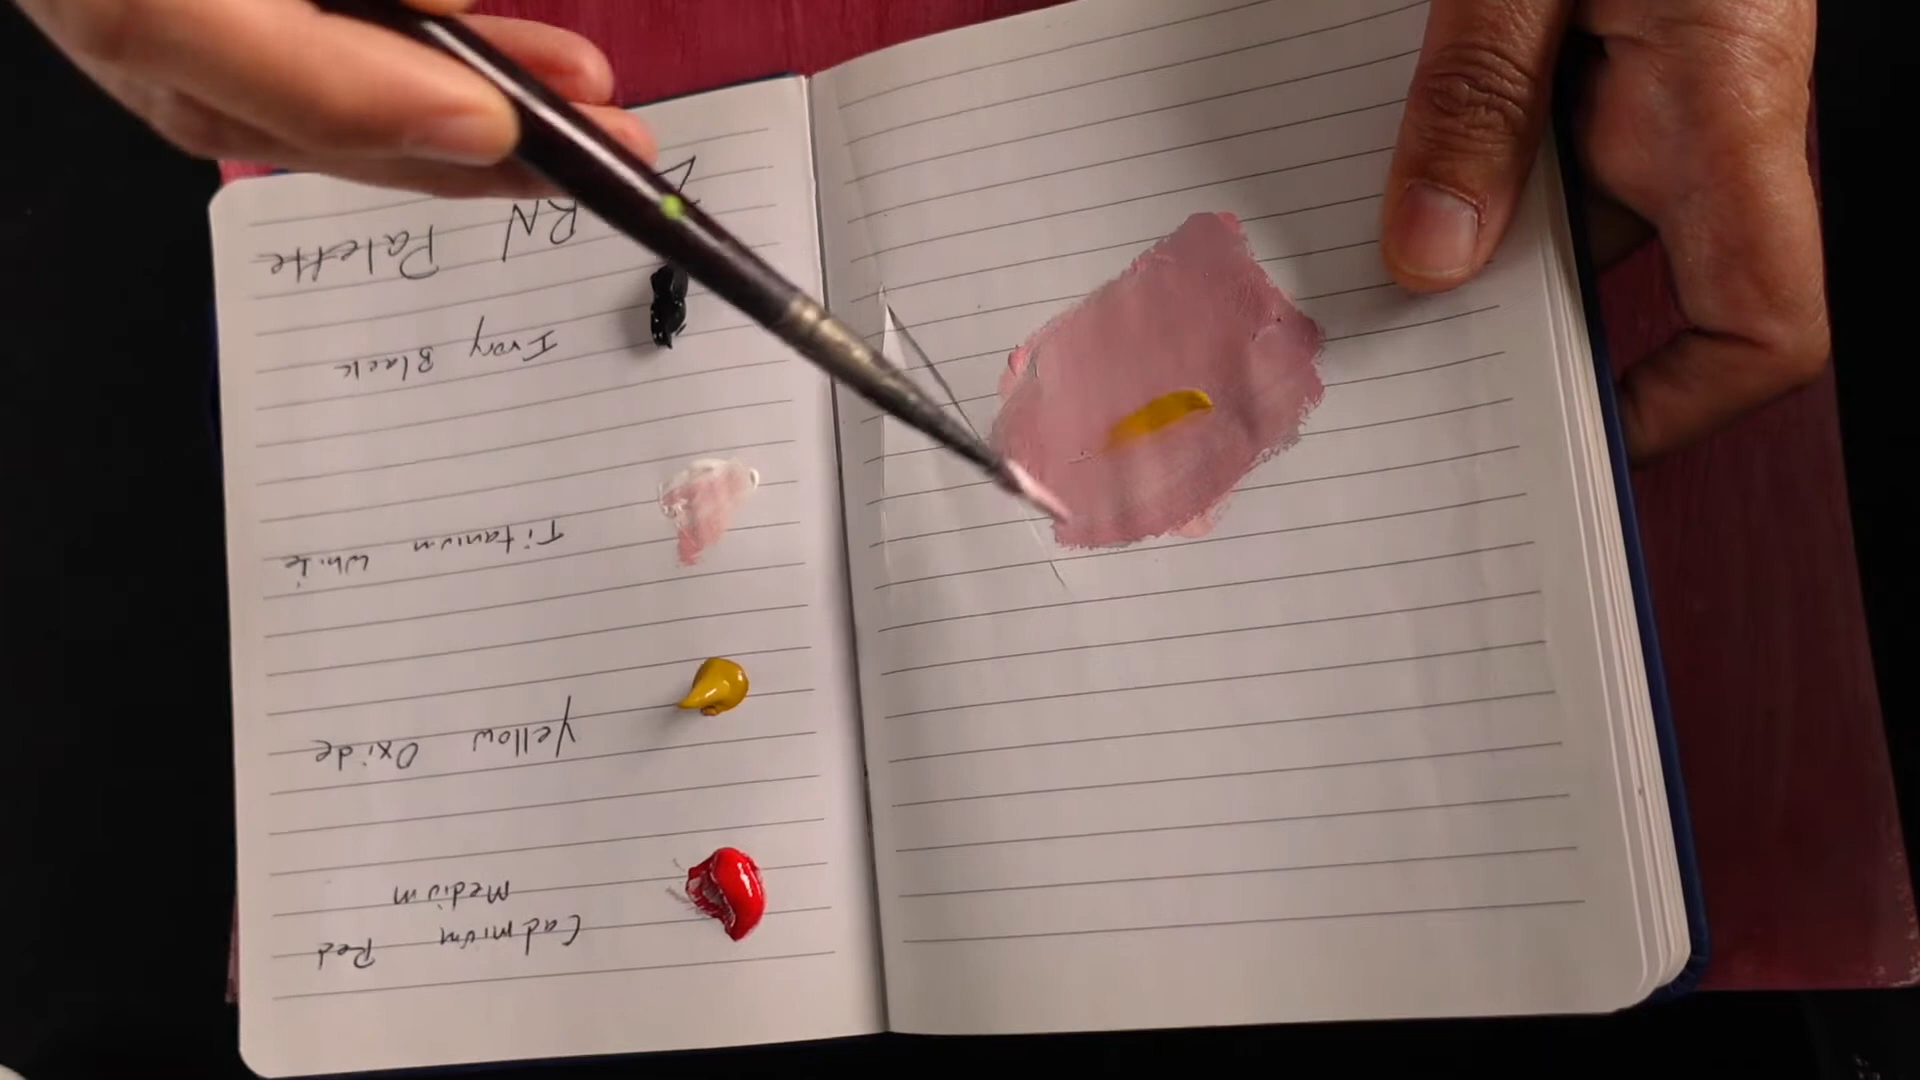 Cadmium Red
Medium
Yellow Oxide
Titanium White
Ivory Black
RN Palette